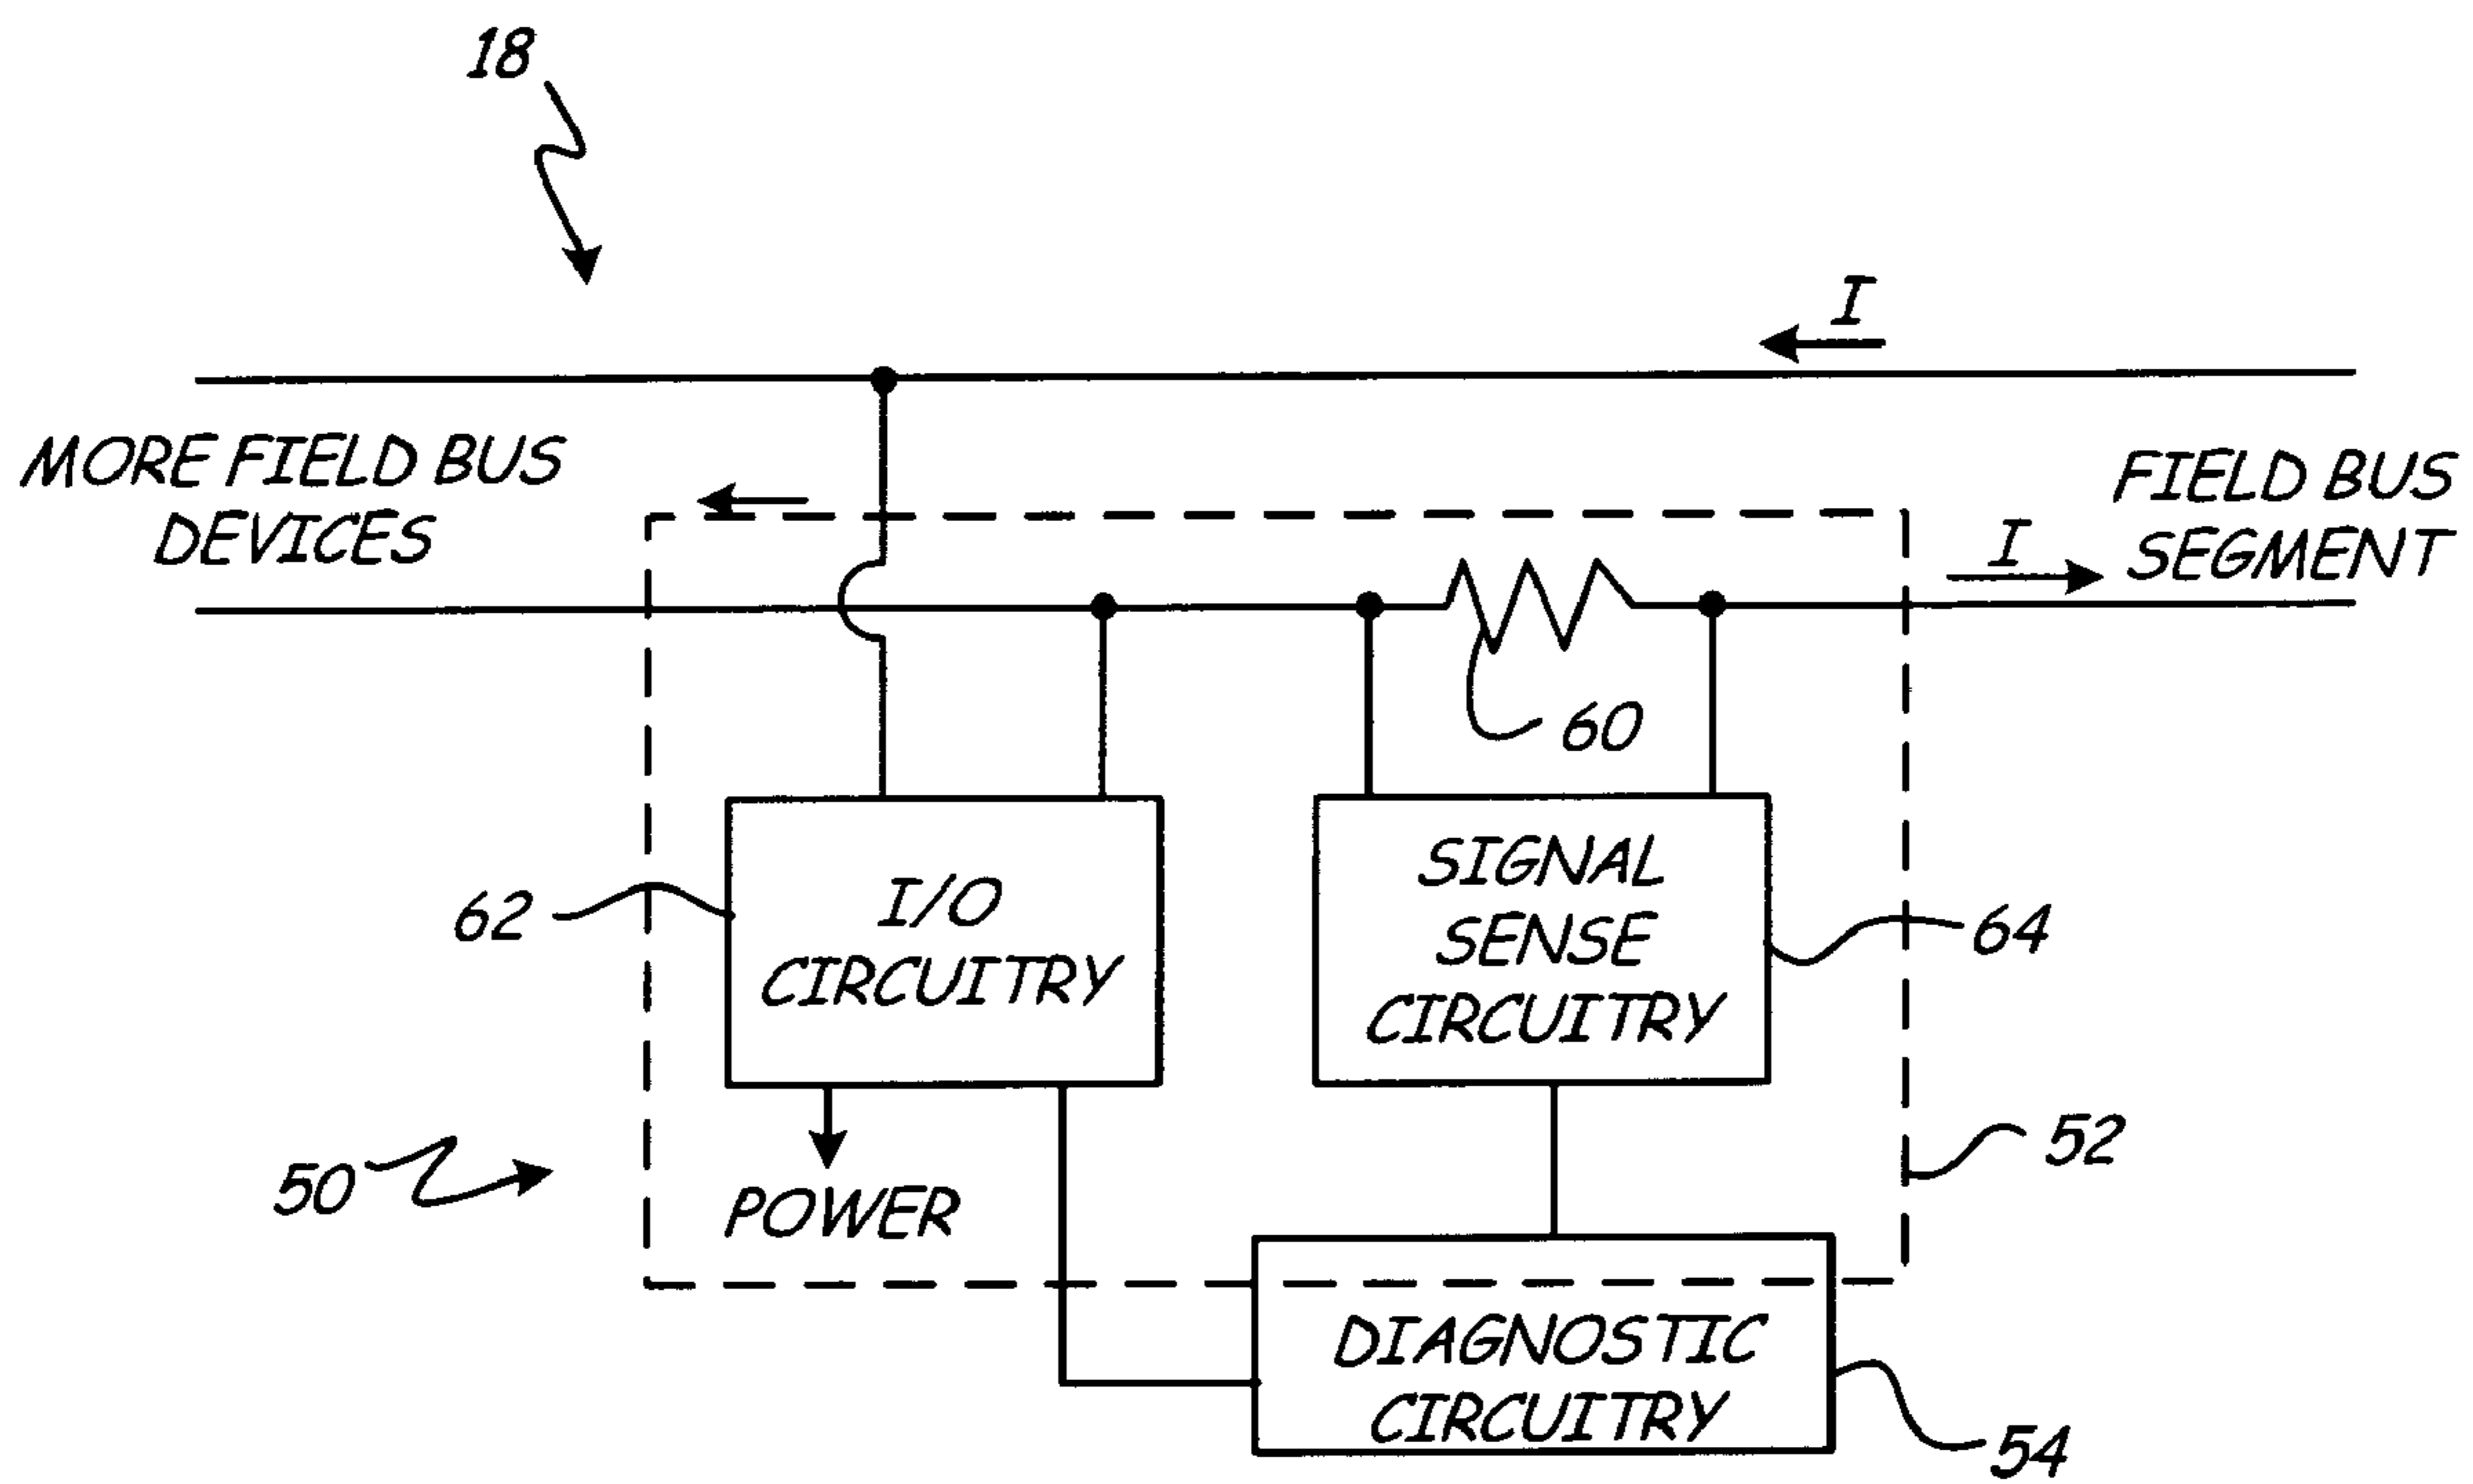 18
I
MORE FIELD BUS
DEVICES
FIELD BUS
SEGMENT
I
60
62
I/O
CIRCUITRY
SIGNAL
SENSE
CIRCUITRY
64
50
POWER
52
DIAGNOSTIC
CIRCUITRY
54